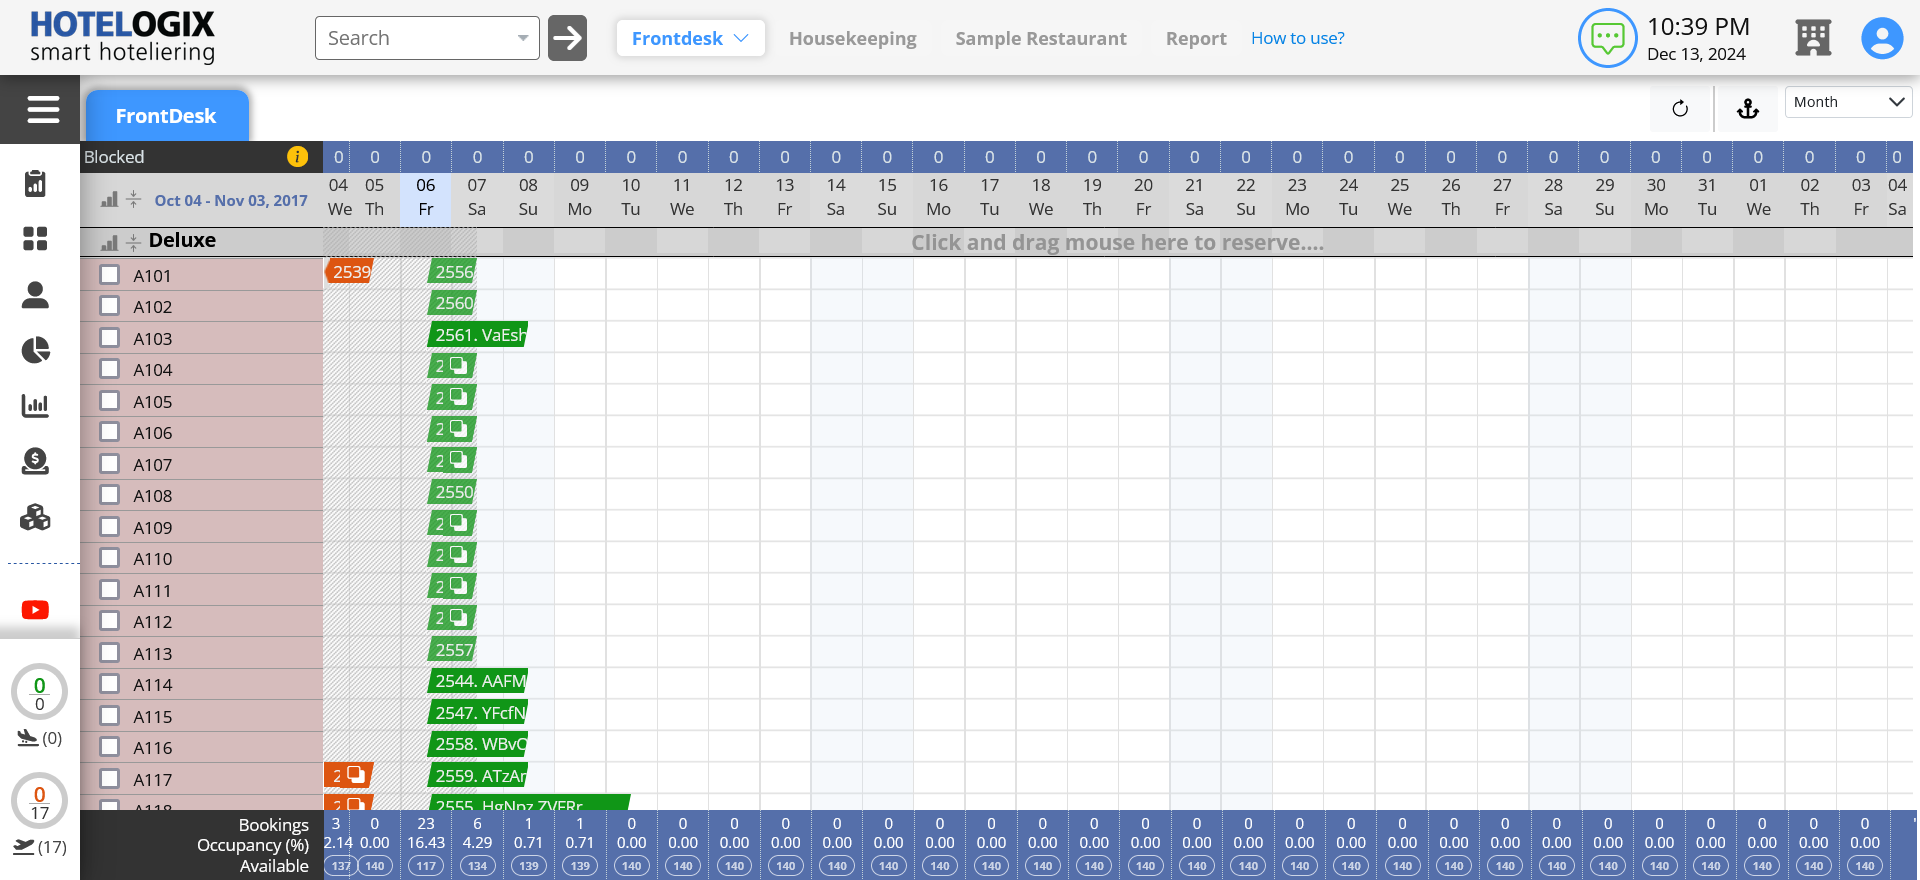 HOTELOGIX
smart hoteliering
Search
Frontdesk
Housekeeping
Sample Restaurant
Report
How to use?
10:39 PM
Dec 13, 2024
FrontDesk
Month
Blocked i 0 0 0 0 0 0 0 0 0 0 0 0 0 0 0 0 0 0 0 0 0 0 0 0 0 0 0 0 0 0 0 0
04 05 06 07 08 09 10 11 12 13 14 15 16 17 18 19 20 21 22 23 24 25 26 27 28 29 30 31 01 02 03 04
Oct 04 - Nov 03, 2017
We Th Fr Sa Su Mo Tu We Th Fr Sa Su Mo Tu We Th Fr Sa Su Mo Tu We Th Fr Sa Su Mo Tu We Th Fr Sa
Deluxe Click and drag mouse here to reserve....
A101 2539 2556
A102 2560
A103 2561. VaEsh
A104 2
A105 2
A106 2
A107 2
A108 2550
A109 2
A110 2
A111 2
A112 2
A113 2557
A114 2544. AAFM
A115 2547. YFcfN
A116 2558. WBvC
A117 2 2559. ATzAr
A118 2 2555. HgNpz ZVFRr
0
0
(0)
0
17
(17)
Bookings 3 0 23 6 1 1 0 0 0 0 0 0 0 0 0 0 0 0 0 0 0 0 0 0 0 0 0 0 0 0 0
Occupancy (%) 2.14 0.00 16.43 4.29 0.71 0.71 0.00 0.00 0.00 0.00 0.00 0.00 0.00 0.00 0.00 0.00 0.00 0.00 0.00 0.00 0.00 0.00 0.00 0.00 0.00 0.00 0.00 0.00 0.00 0.00 0.00
Available 137 140 117 134 139 139 140 140 140 140 140 140 140 140 140 140 140 140 140 140 140 140 140 140 140 140 140 140 140 140 140